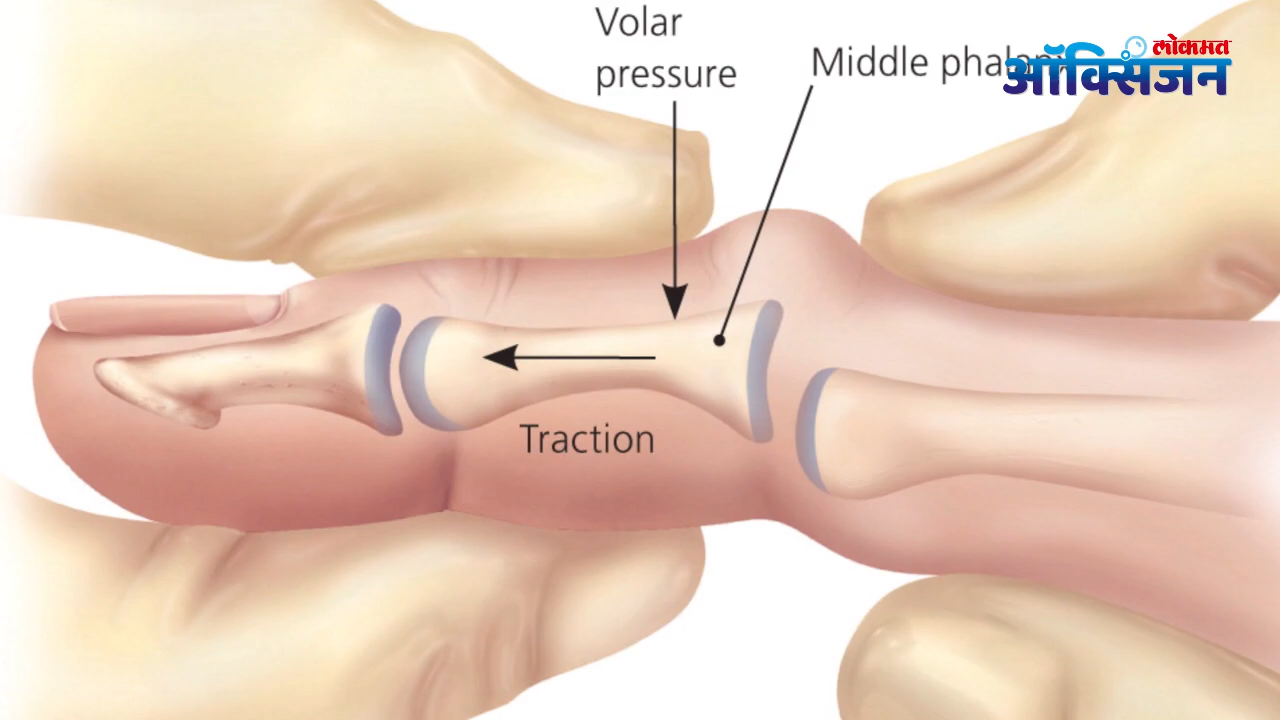 Volar
pressure
Middle
लोकमत
ऑक्सिजन
Traction